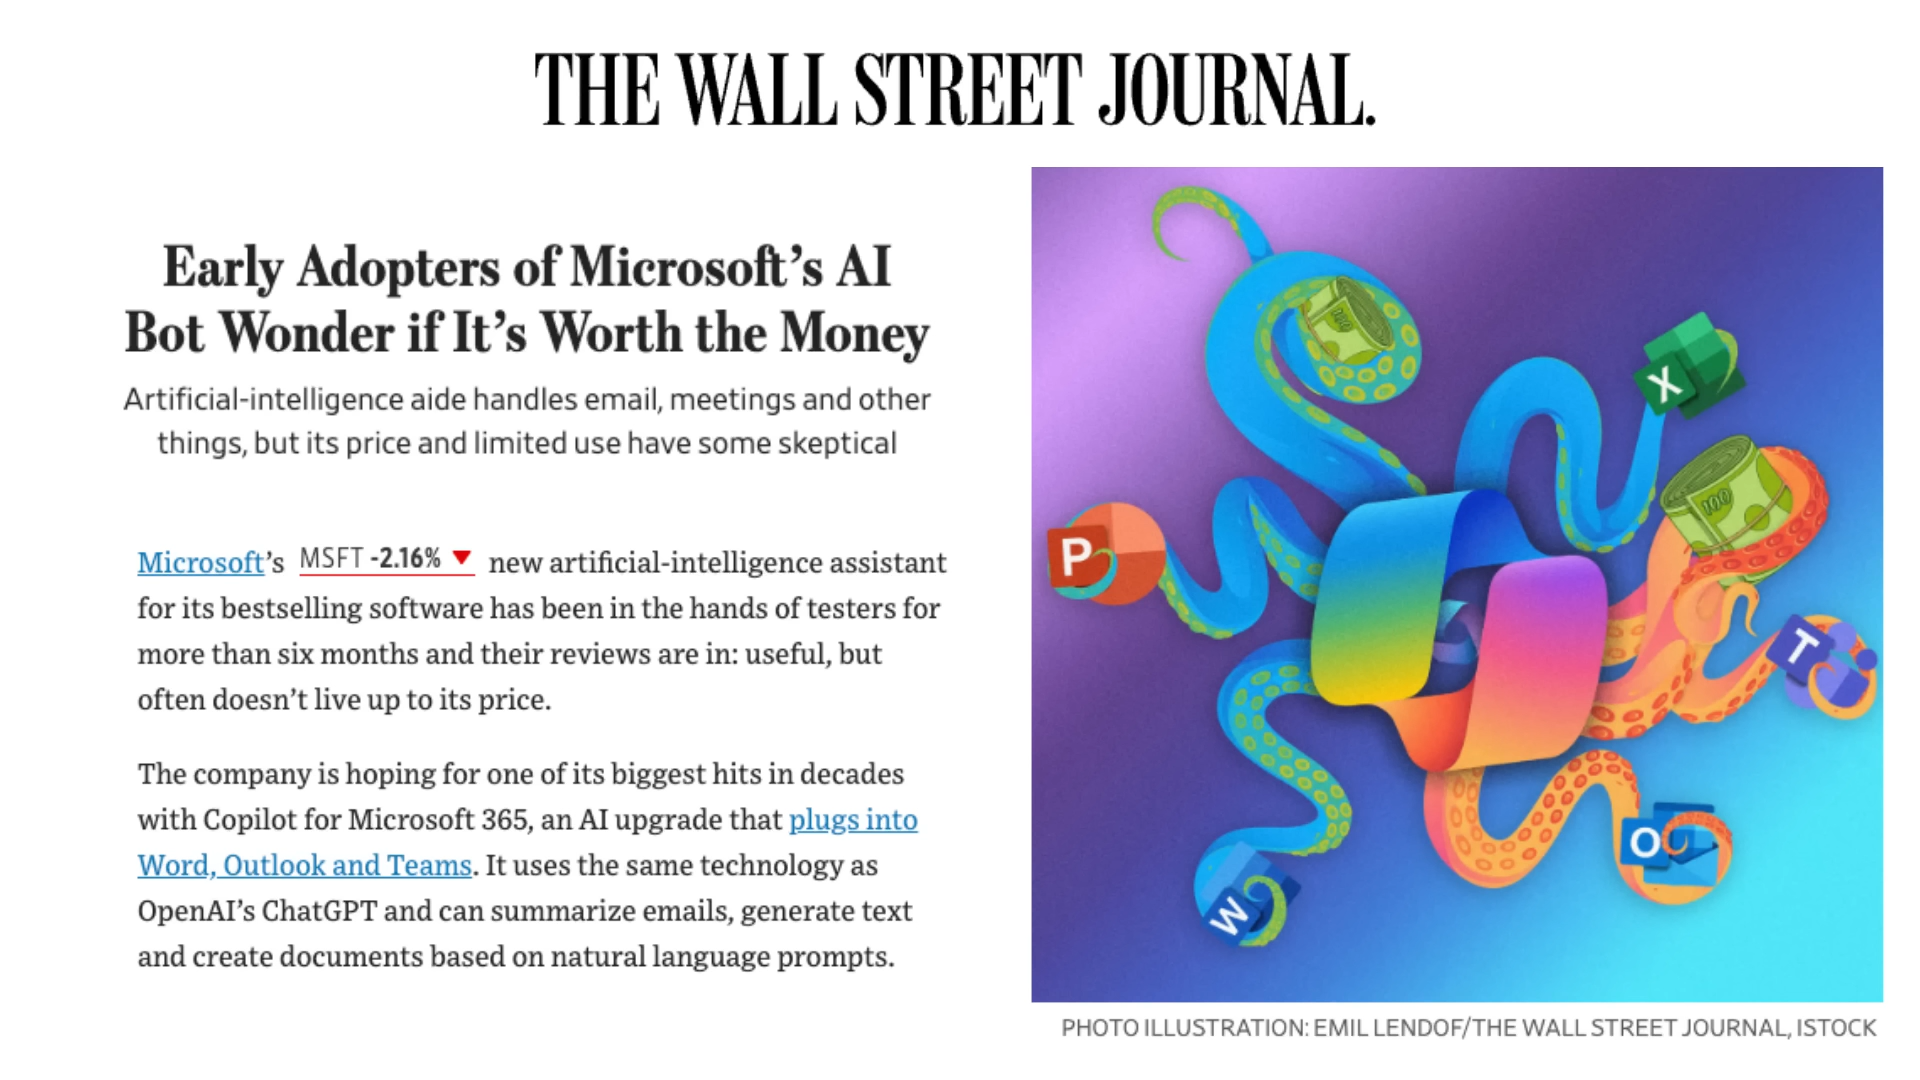 THE WALL STREET JOURNAL.
Early Adopters of Microsoft’s AI
Bot Wonder if It’s Worth the Money
Artificial-intelligence aide handles email, meetings and other
things, but its price and limited use have some skeptical
Microsoft’s MSFT -2.16% ▼ new artificial-intelligence assistant
for its bestselling software has been in the hands of testers for
more than six months and their reviews are in: useful, but
often doesn’t live up to its price.
The company is hoping for one of its biggest hits in decades
with Copilot for Microsoft 365, an AI upgrade that plugs into
Word, Outlook and Teams. It uses the same technology as
OpenAI’s ChatGPT and can summarize emails, generate text
and create documents based on natural language prompts.
100
X
100
P
T
O
W
PHOTO ILLUSTRATION: EMIL LENDOF/THE WALL STREET JOURNAL, ISTOCK